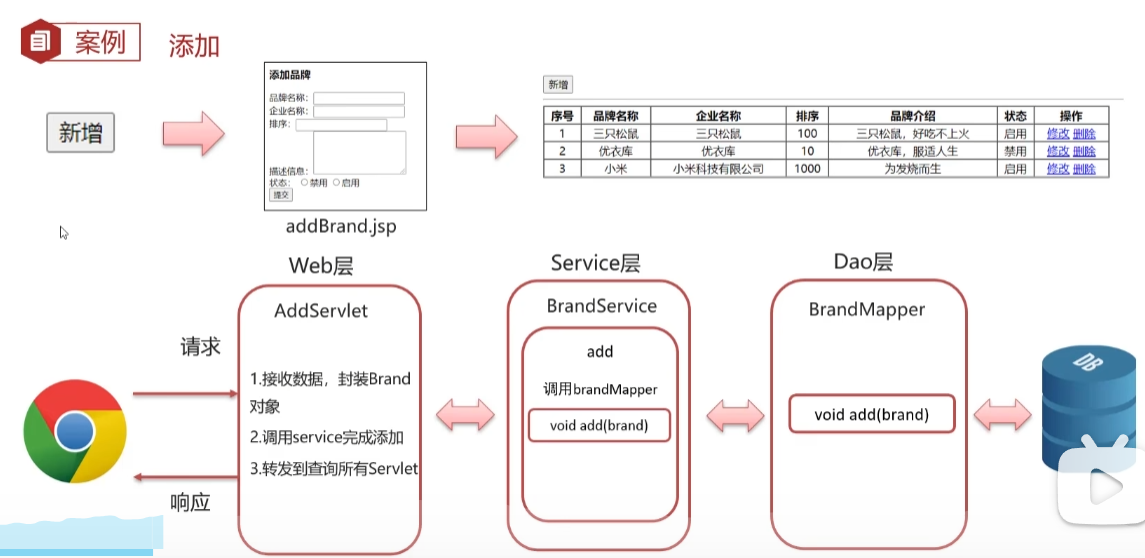 案例 添加
新增
添加品牌
品牌名称：
企业名称：
排序：
描述信息：
状态： 禁用 启用
提交
addBrand.jsp
新增
序号 品牌名称 企业名称 排序 品牌介绍 状态 操作
1 三只松鼠 三只松鼠 100 三只松鼠，好吃不上火 启用 修改 删除
2 优衣库 优衣库 10 优衣库，服适人生 禁用 修改 删除
3 小米 小米科技有限公司 1000 为发烧而生 启用 修改 删除
请求
响应
Web层
AddServlet
1.接收数据，封装Brand
对象
2.调用service完成添加
3.转发到查询所有Servlet
Service层
BrandService
add
调用brandMapper
void add(brand)
Dao层
BrandMapper
void add(brand)
DB